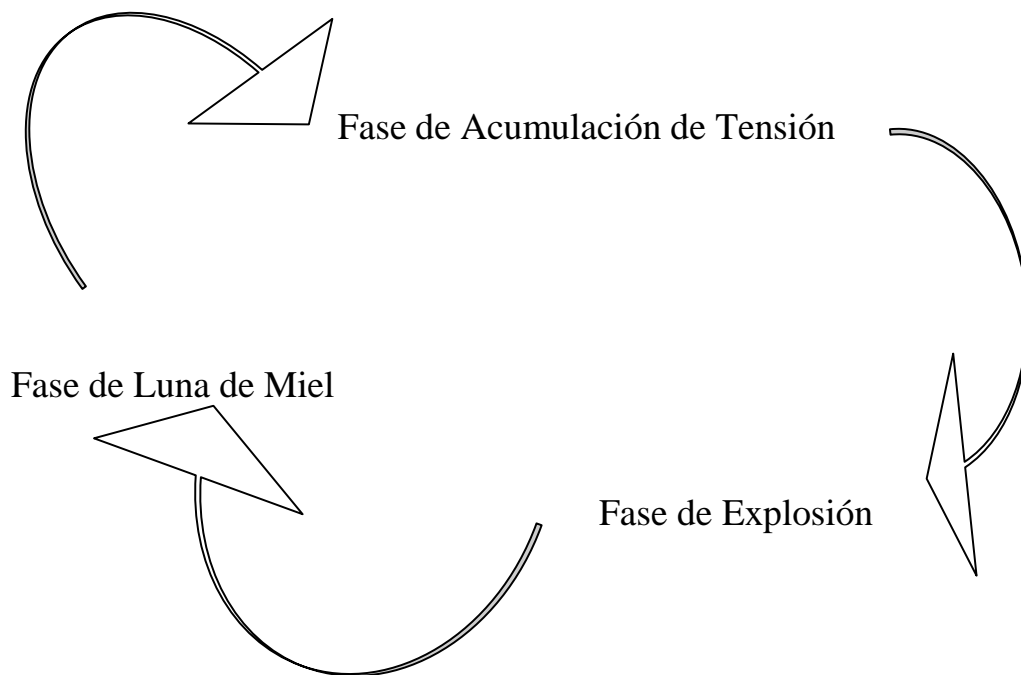 Fase de Acumulación de Tensión
Fase de Luna de Miel
Fase de Explosión